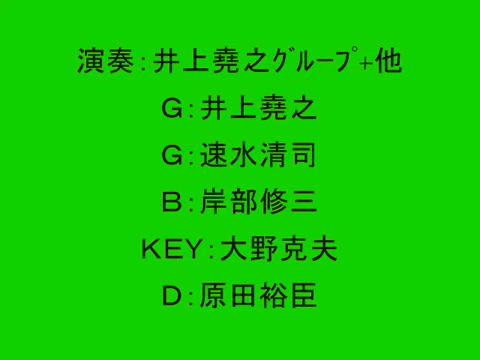 演奏：井上堯之ｸﾞﾙｰﾌﾟ+他
Ｇ：井上堯之
Ｇ：速水清司
Ｂ：岸部修三
ＫＥＹ：大野克夫
Ｄ：原田裕臣